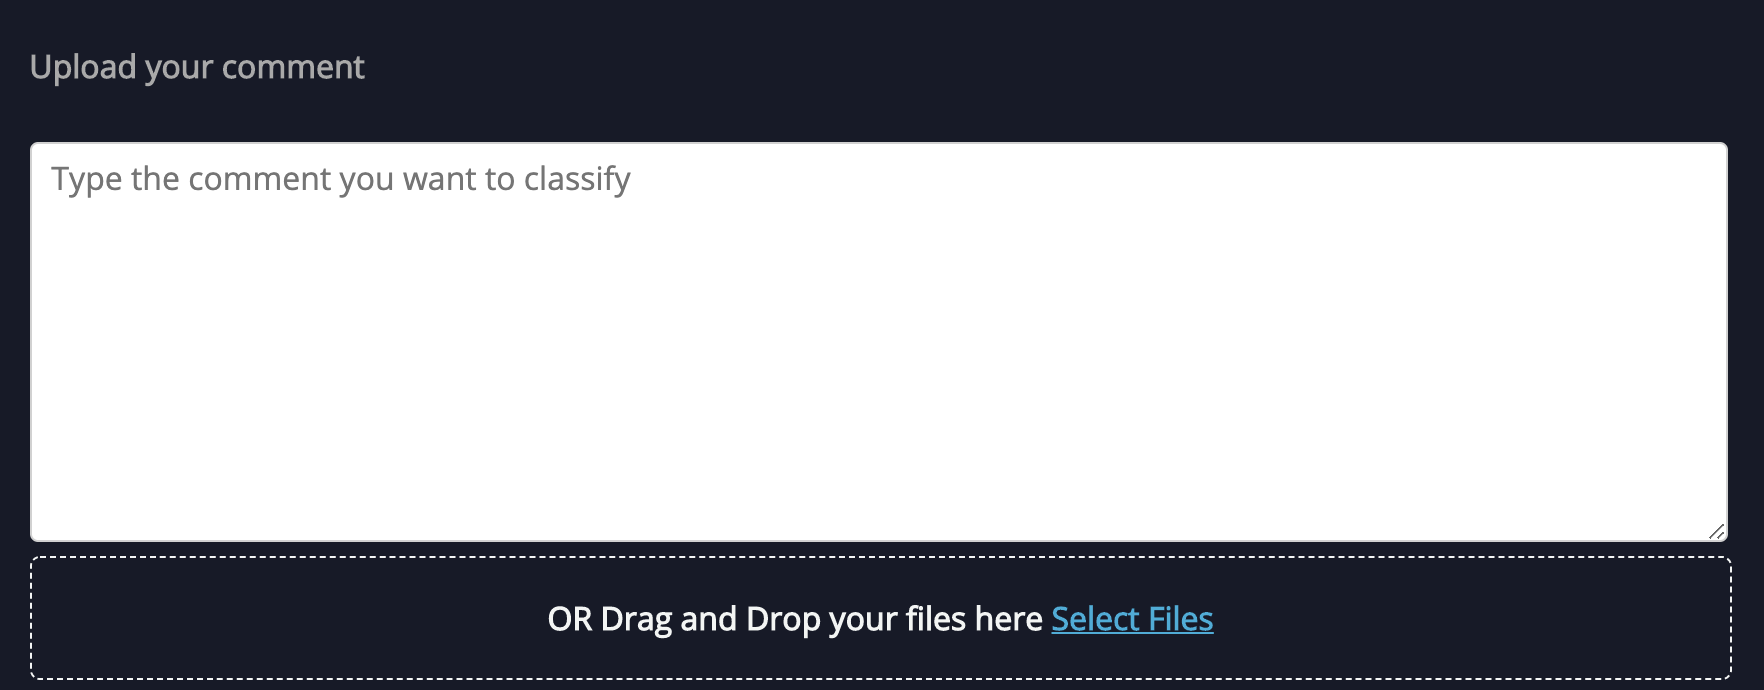 Upload your comment
Type the comment you want to classify
OR Drag and Drop your files here Select Files